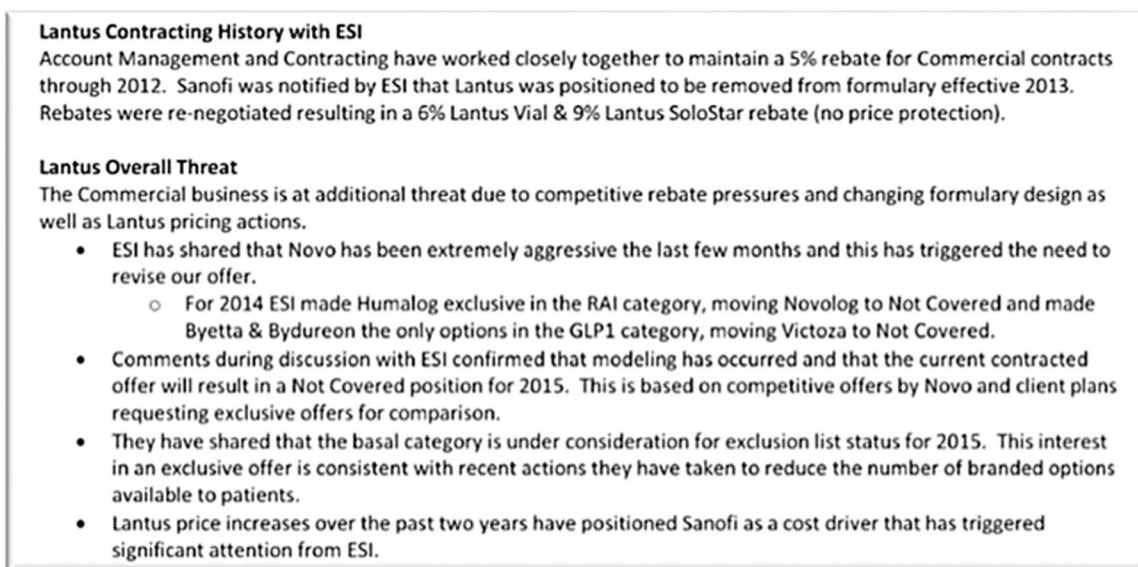 Lantus Contracting History with ESI
Account Management and Contracting have worked closely together to maintain a 5% rebate for Commercial contracts
through 2012. Sanofi was notified by ESI that Lantus was positioned to be removed from formulary effective 2013.
Rebates were re-negotiated resulting in a 6% Lantus Vial & 9% Lantus SoloStar rebate (no price protection).
Lantus Overall Threat
The Commercial business is at additional threat due to competitive rebate pressures and changing formulary design as
well as Lantus pricing actions.
• ESI has shared that Novo has been extremely aggressive the last few months and this has triggered the need to
revise our offer.
o For 2014 ESI made Humalog exclusive in the RAI category, moving Novolog to Not Covered and made
Byetta & Bydureon the only options in the GLP1 category, moving Victoza to Not Covered.
• Comments during discussion with ESI confirmed that modeling has occurred and that the current contracted
offer will result in a Not Covered position for 2015. This is based on competitive offers by Novo and client plans
requesting exclusive offers for comparison.
• They have shared that the basal category is under consideration for exclusion list status for 2015. This interest
in an exclusive offer is consistent with recent actions they have taken to reduce the number of branded options
available to patients.
• Lantus price increases over the past two years have positioned Sanofi as a cost driver that has triggered
significant attention from ESI.